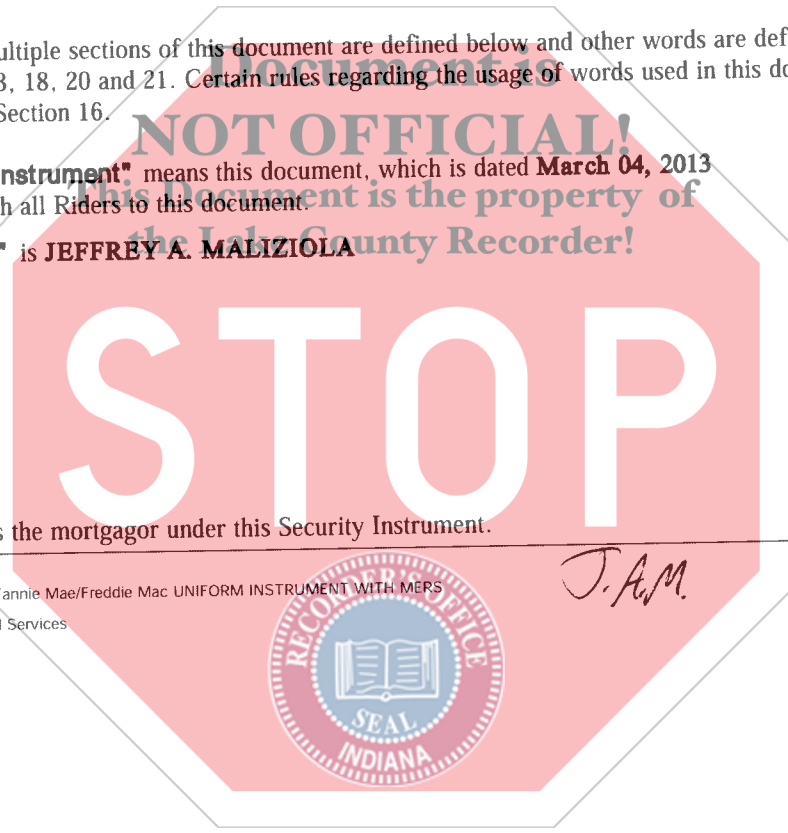 ultiple sections of this document are defined below and other words are def
Document is
3, 18, 20 and 21. Certain rules regarding the usage of words used in this do
Section 16.
NOT OFFICIAL!
nstrument" means this document, which is dated March 04, 2013
This Document is the property of
h all Riders to this document.
the Lake County Recorder!
" is JEFFREY A. MALIZIOLA
STOP
s the mortgagor under this Security Instrument.
annie Mae/Freddie Mac UNIFORM INSTRUMENT WITH MERS
J.A.M.
l Services
RECORDER'S OFFICE
SEAL
INDIANA